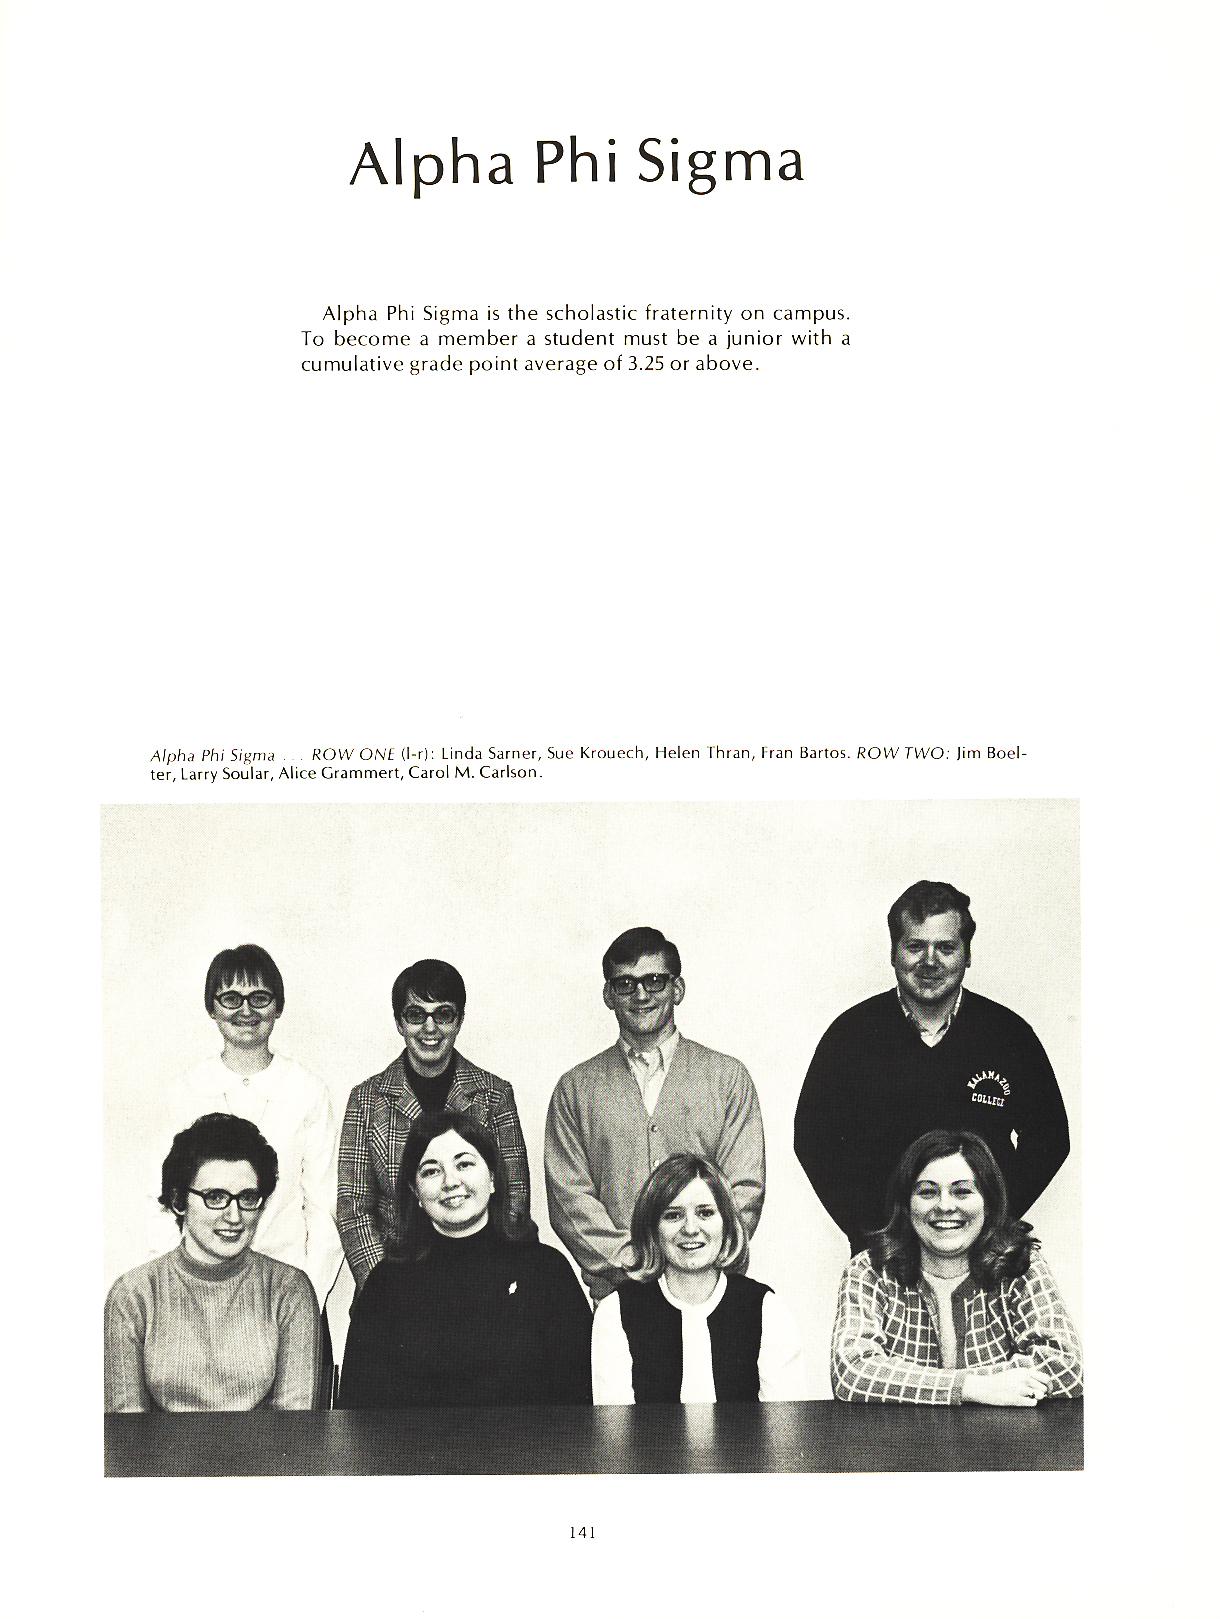 Alpha Phi Sigma
Alpha Phi Sigma is the scholastic fraternity on campus.
To become a member a student must be a junior with a
cumulative grade point average of 3.25 or above.
Alpha Phi Sigma . . . ROW ONE (l-r): Linda Sarner, Sue Krouech, Helen Thran, Fran Bartos. ROW TWO: Jim Boel-
ter, Larry Soular, Alice Grammert, Carol M. Carlson.
KALAMAZOO
COLLEGE
141